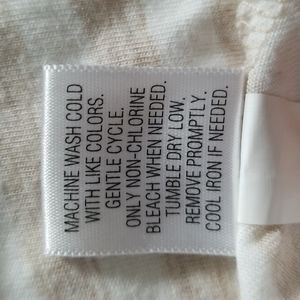 MACHINE WASH COLD
WITH LIKE COLORS.
GENTLE CYCLE.
ONLY NON-CHLORINE
BLEACH WHEN NEEDED.
TUMBLE DRY LOW,
REMOVE PROMPTLY.
COOL IRON IF NEEDED.